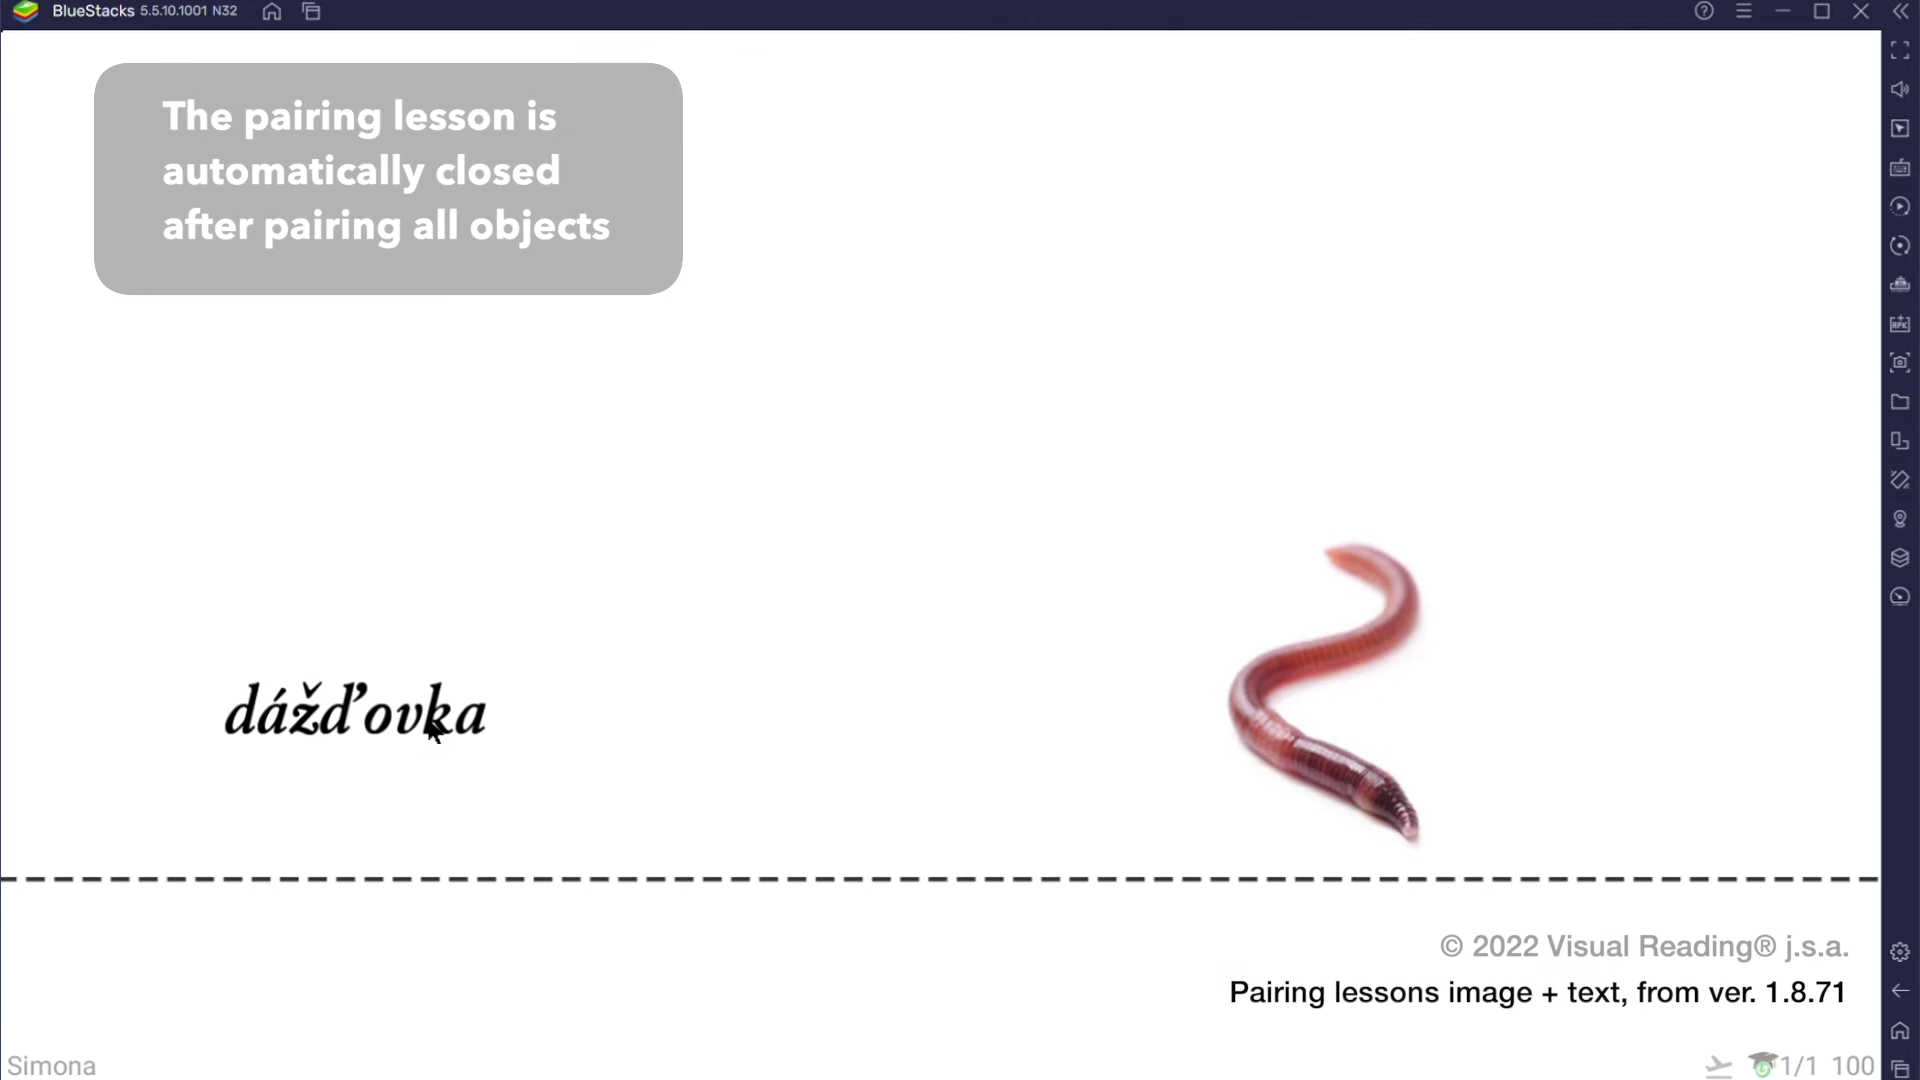 BlueStacks 5.5.10.1001 N32
The pairing lesson is
automatically closed
after pairing all objects
dážďovka
© 2022 Visual Reading® j.s.a.
Pairing lessons image + text, from ver. 1.8.71
Simona
1/1 100